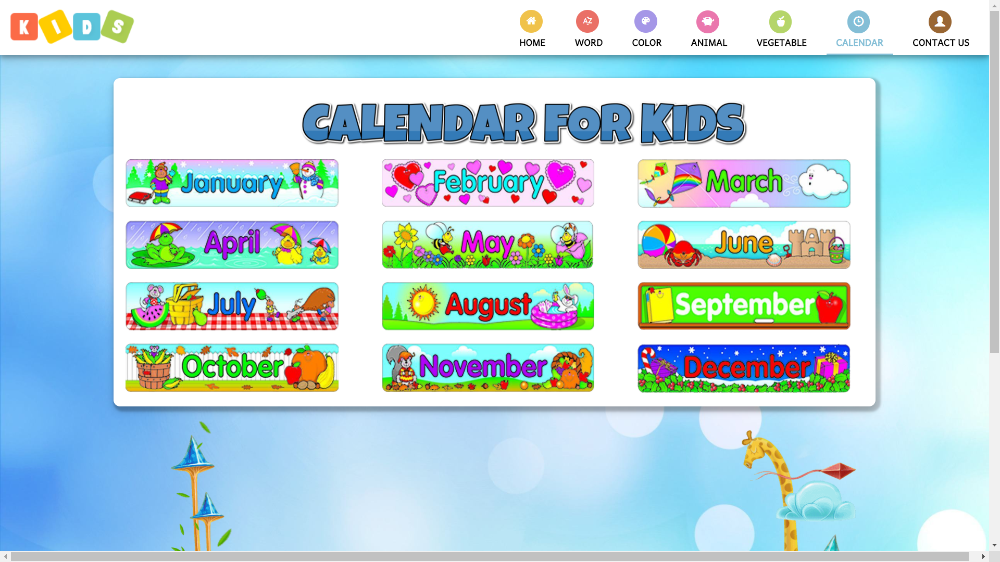 KIDS
HOME
WORD
COLOR
ANIMAL
VEGETABLE
CALENDAR
CONTACT US
CALENDAR FOR KIDS
January
February
March
April
May
June
July
August
September
October
November
December